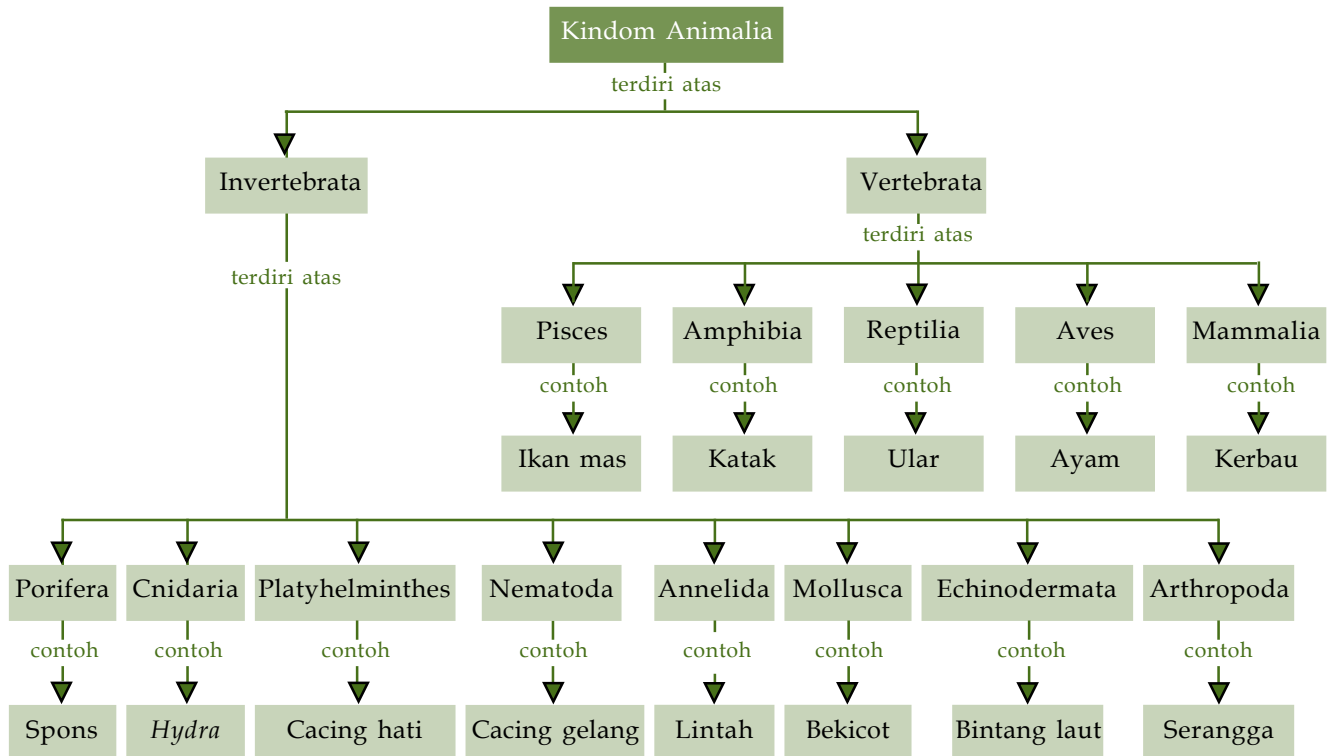 Kindom Animalia
terdiri atas
Invertebrata
Vertebrata
terdiri atas
terdiri atas
Pisces
Amphibia
Reptilia
Aves
Mammalia
contoh
contoh
contoh
contoh
contoh
Ikan mas
Katak
Ular
Ayam
Kerbau
Porifera
Cnidaria
Platyhelminthes
Nematoda
Annelida
Mollusca
Echinodermata
Arthropoda
contoh
contoh
contoh
contoh
contoh
contoh
contoh
contoh
Spons
Hydra
Cacing hati
Cacing gelang
Lintah
Bekicot
Bintang laut
Serangga